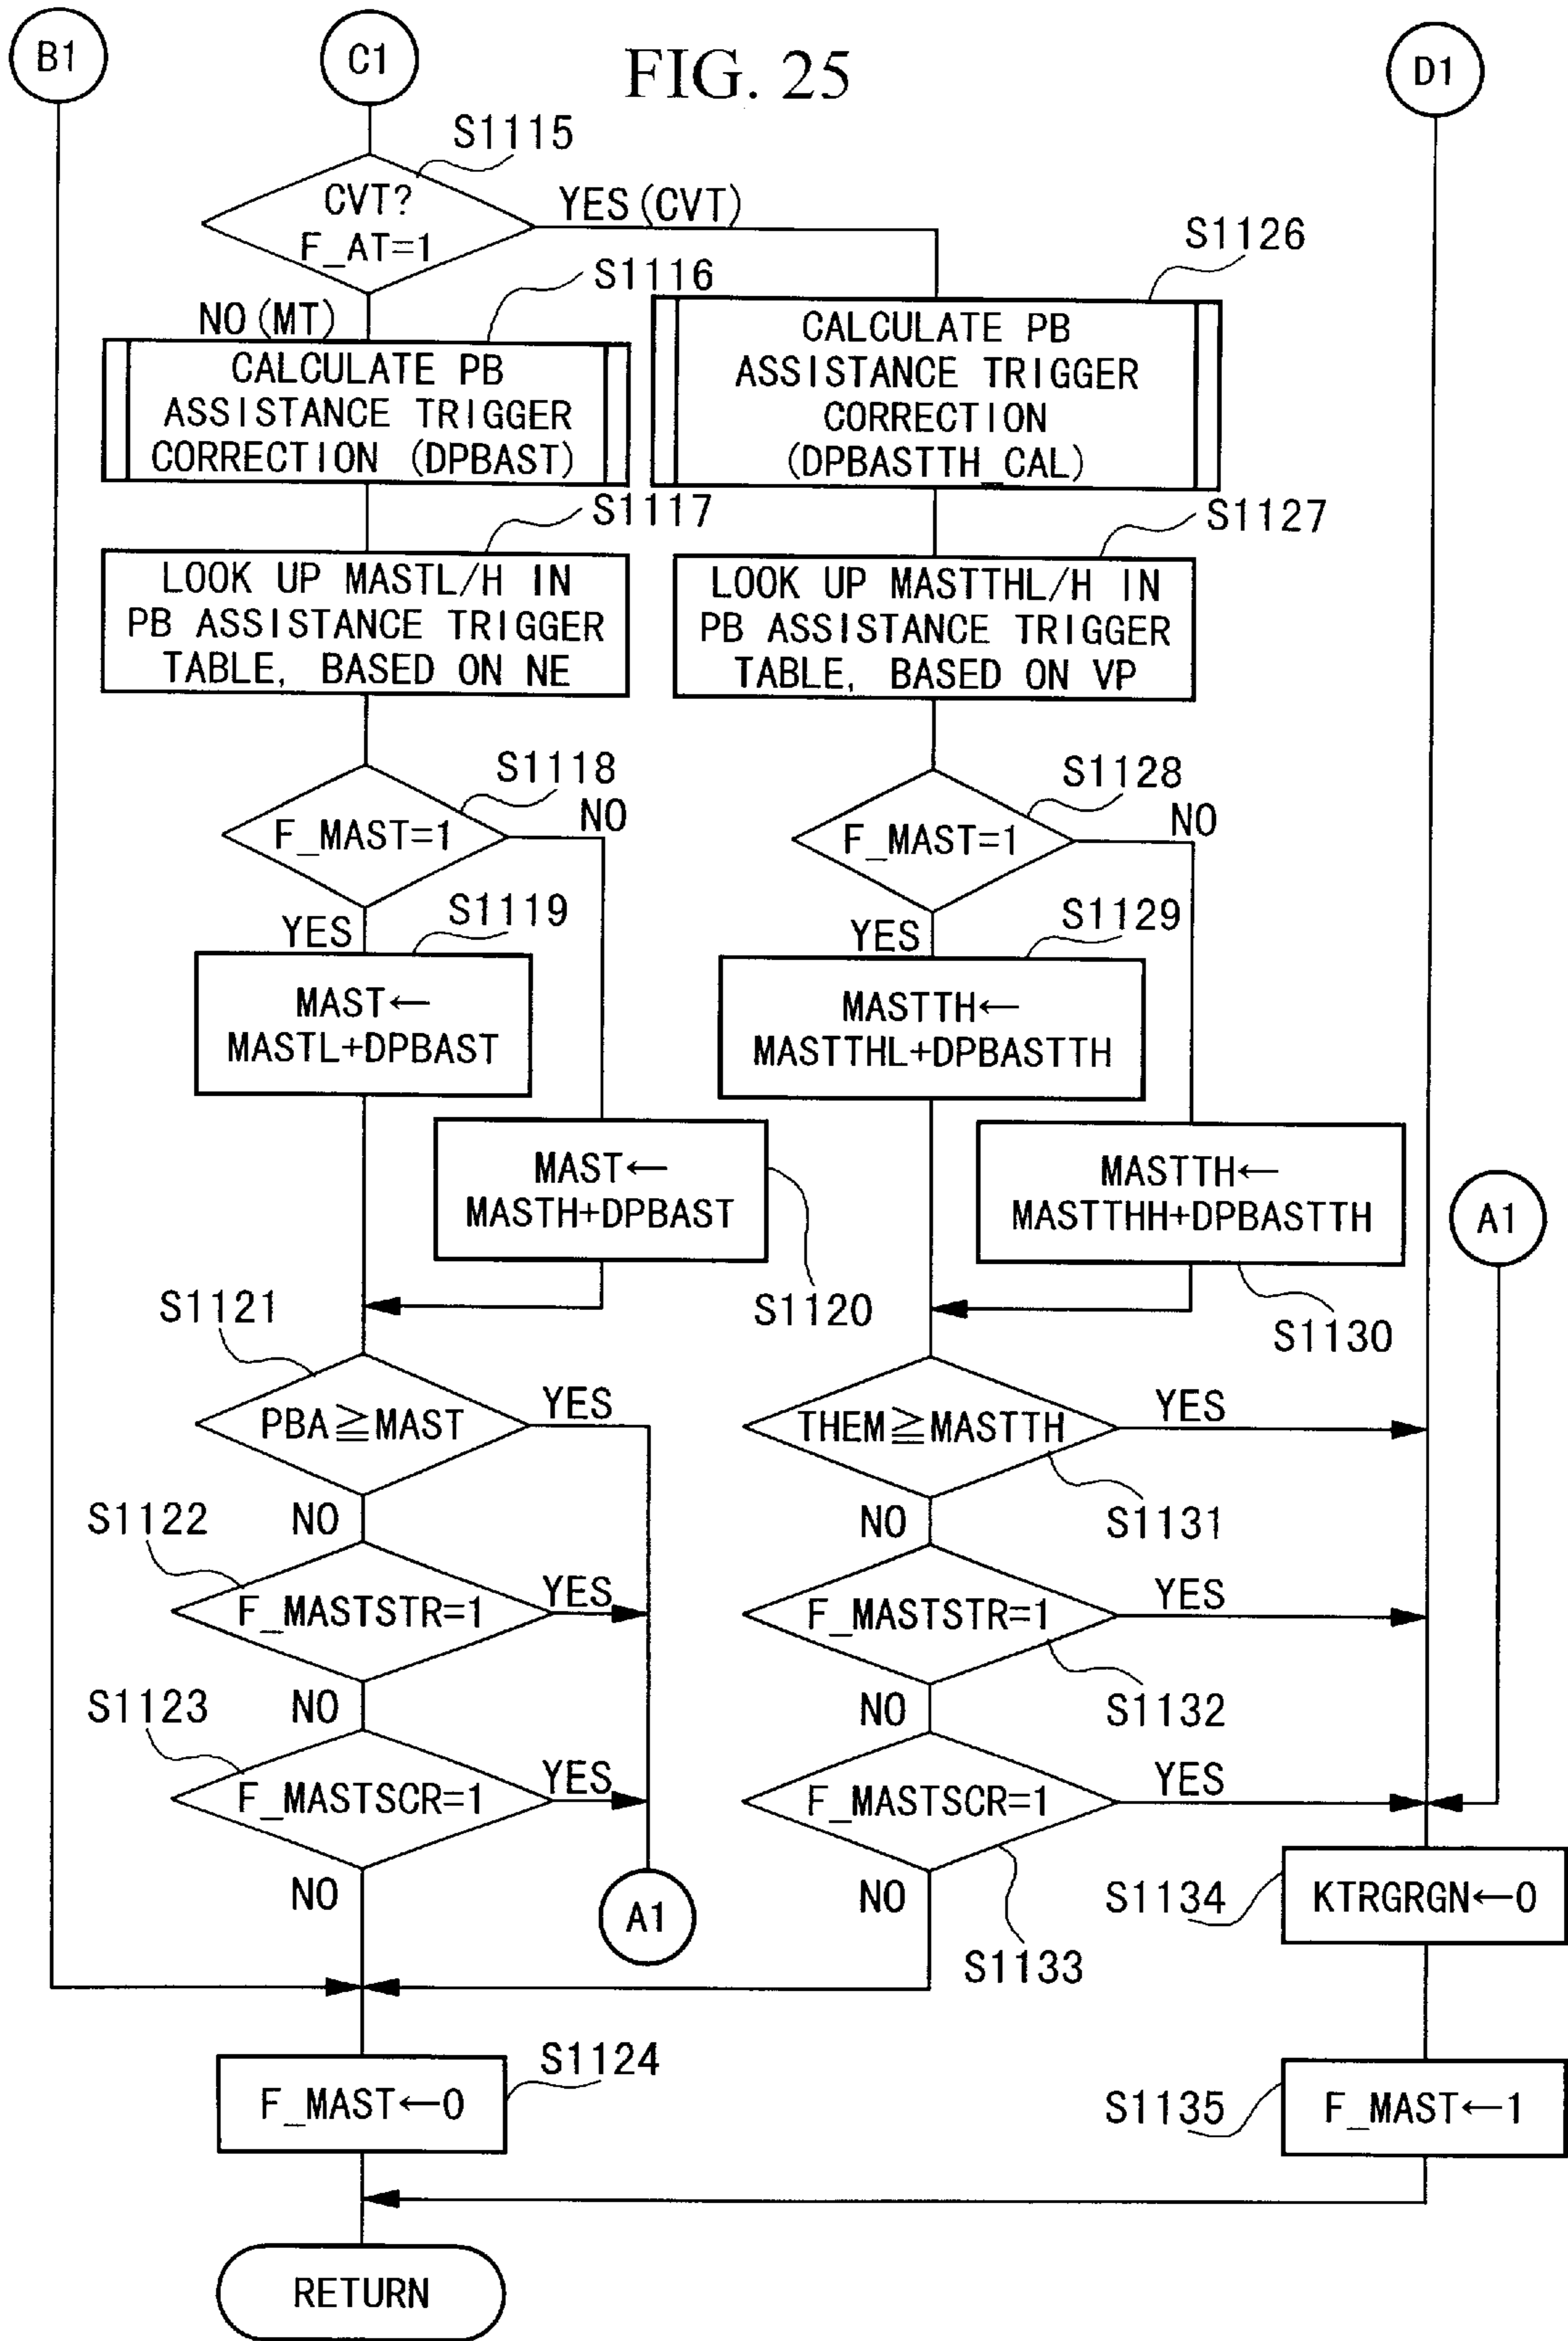 B1
C1
FIG. 25
D1
S1115
CVT?
F_AT=1
YES (CVT)
NO (MT)
S1116
CALCULATE PB
ASSISTANCE TRIGGER
CORRECTION (DPBAST)
S1126
CALCULATE PB
ASSISTANCE TRIGGER
CORRECTION
(DPBASTTH_CAL)
S1117
LOOK UP MASTL/H IN
PB ASSISTANCE TRIGGER
TABLE, BASED ON NE
S1127
LOOK UP MASTTHL/H IN
PB ASSISTANCE TRIGGER
TABLE, BASED ON VP
S1118
F_MAST=1
NO
YES
S1128
F_MAST=1
NO
YES
S1119
MAST←
MASTL+DPBAST
S1129
MASTTH←
MASTTHL+DPBASTTH
MAST←
MASTH+DPBAST
S1120
MASTTH←
MASTTHH+DPBASTTH
S1130
A1
S1121
PBA≧MAST
YES
NO
THEM≧MASTTH
YES
S1131
NO
S1122
F_MASTSTR=1
YES
NO
F_MASTSTR=1
YES
S1132
NO
S1123
F_MASTSCR=1
YES
NO
A1
F_MASTSCR=1
YES
S1133
NO
S1134
KTRGRGN←0
S1124
F_MAST←0
S1135
F_MAST←1
RETURN